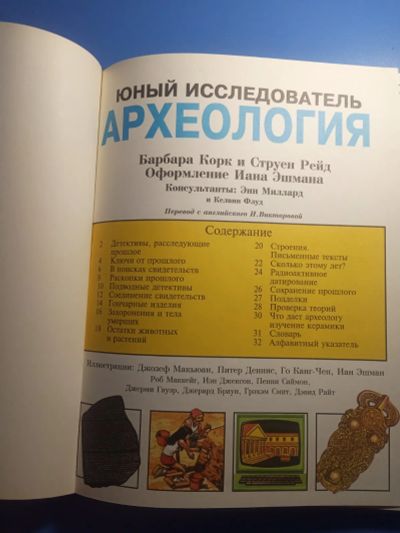 ЮНЫЙ ИССЛЕДОВАТЕЛЬ
АРХЕОЛОГИЯ
Барбара Корк и Струен Рейд
Оформление Иана Эшмана
Консультанты: Энн Миллард
и Келвин Флуд
Перевод с английского И.Викторовой
Содержание
2 Детективы, расследующие
прошлое
4 Ключи от прошлого
6 В поисках свидетельств
8 Раскопки прошлого
10 Подводные детективы
12 Соединение свидетельств
14 Гончарные изделия
16 Захоронения и тела
умерших
18 Остатки животных
и растений
20 Строения
Письменные тексты
22 Сколько этому лет?
24 Радиоактивное
датирование
26 Сохранение прошлого
27 Подделки
28 Проверка теорий
30 Что дает археологу
изучение керамики
31 Словарь
32 Алфавитный указатель
Иллюстрации: Джозеф Макьюан, Питер Деннис, Го Канг-Чен, Иан Эшман
Роб Маккейг, Иэн Джексон, Пенни Саймон,
Джереми Гауэр, Джерард Браун, Грэхэм Смит, Дэвид Райт